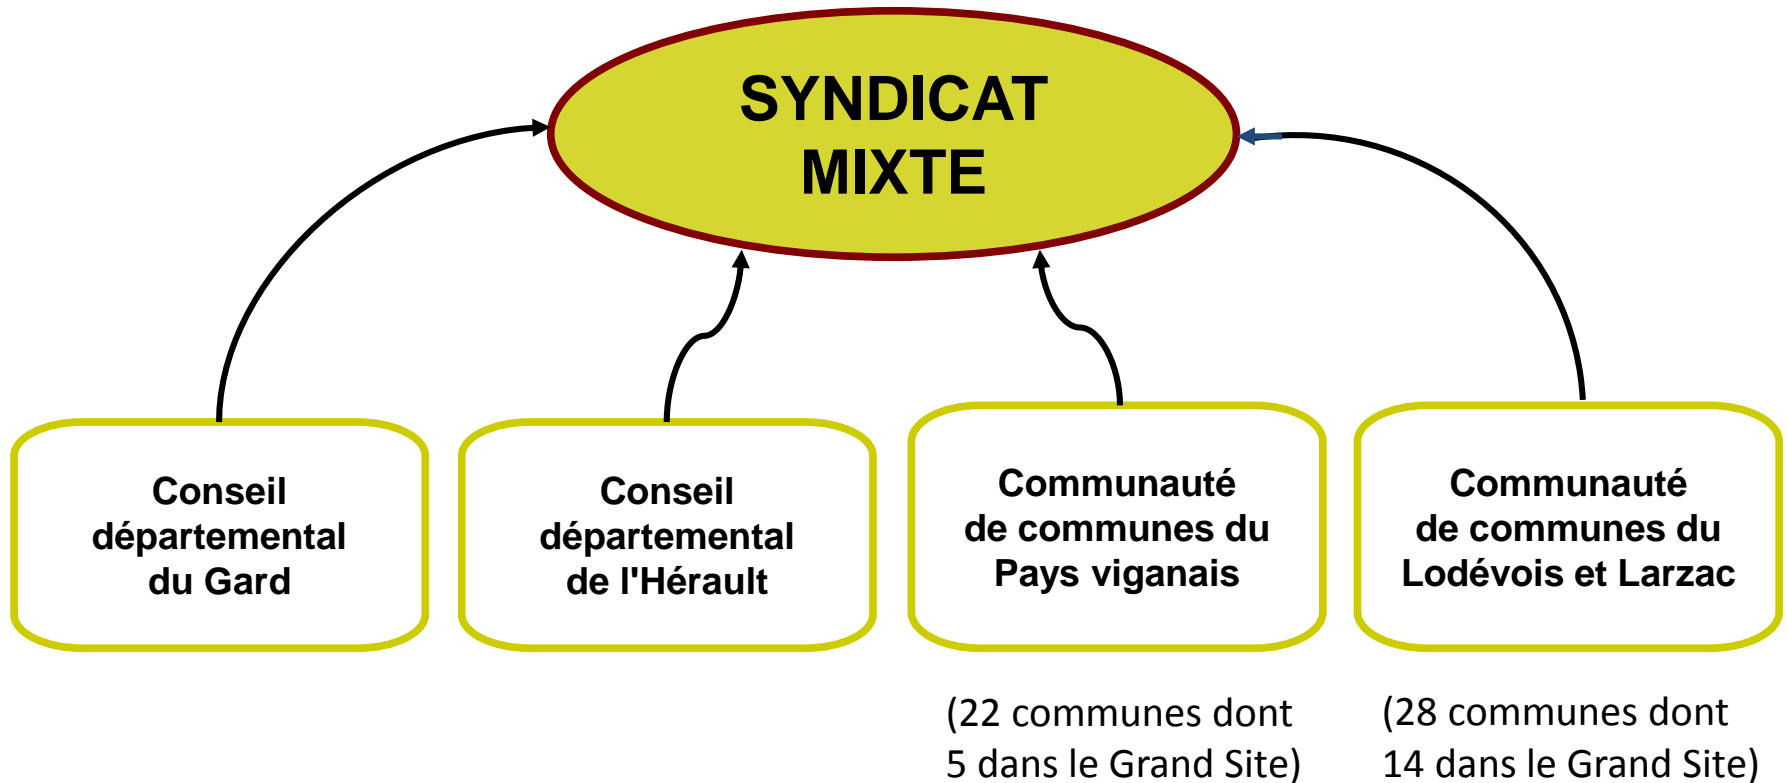 SYNDICAT
MIXTE
Conseil
départemental
du Gard
Conseil
départemental
de l'Hérault
Communauté
de communes du
Pays viganais
Communauté
de communes du
Lodévois et Larzac
(22 communes dont
5 dans le Grand Site)
(28 communes dont
14 dans le Grand Site)